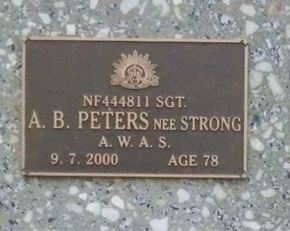 NF444811 SGT.
A. B. PETERS NEE STRONG
A. W. A. S.
9. 7. 2000 AGE 78